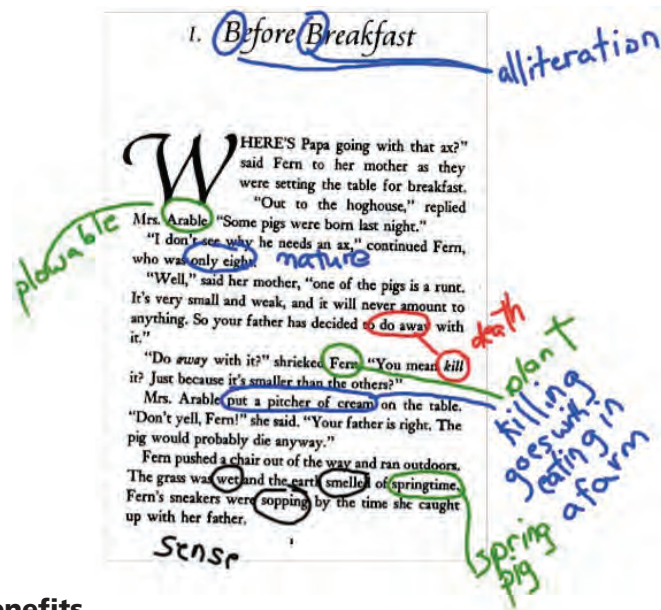 I. Before Breakfast
alliteration
WHERE'S Papa going with that ax?"
said Fern to her mother as they
were setting the table for breakfast.
"Out to the hoghouse," replied
Mrs. Arable. "Some pigs were born last night."
plowable
"I don't see why he needs an ax," continued Fern,
who was only eight.
nature
"Well," said her mother, "one of the pigs is a runt.
It's very small and weak, and it will never amount to
anything. So your father has decided to do away with
it."
death
"Do away with it?" shrieked Fern. "You mean kill
plant
it? Just because it's smaller than the others?"
Mrs. Arable put a pitcher of cream on the table.
killing
goes with
eating in
a farm
"Don't yell, Fern!" she said. "Your father is right. The
pig would probably die anyway."
Fern pushed a chair out of the way and ran outdoors.
The grass was wet and the earth smelled of springtime.
Fern's sneakers were sopping by the time she caught
up with her father.
spring
pig
sense
1